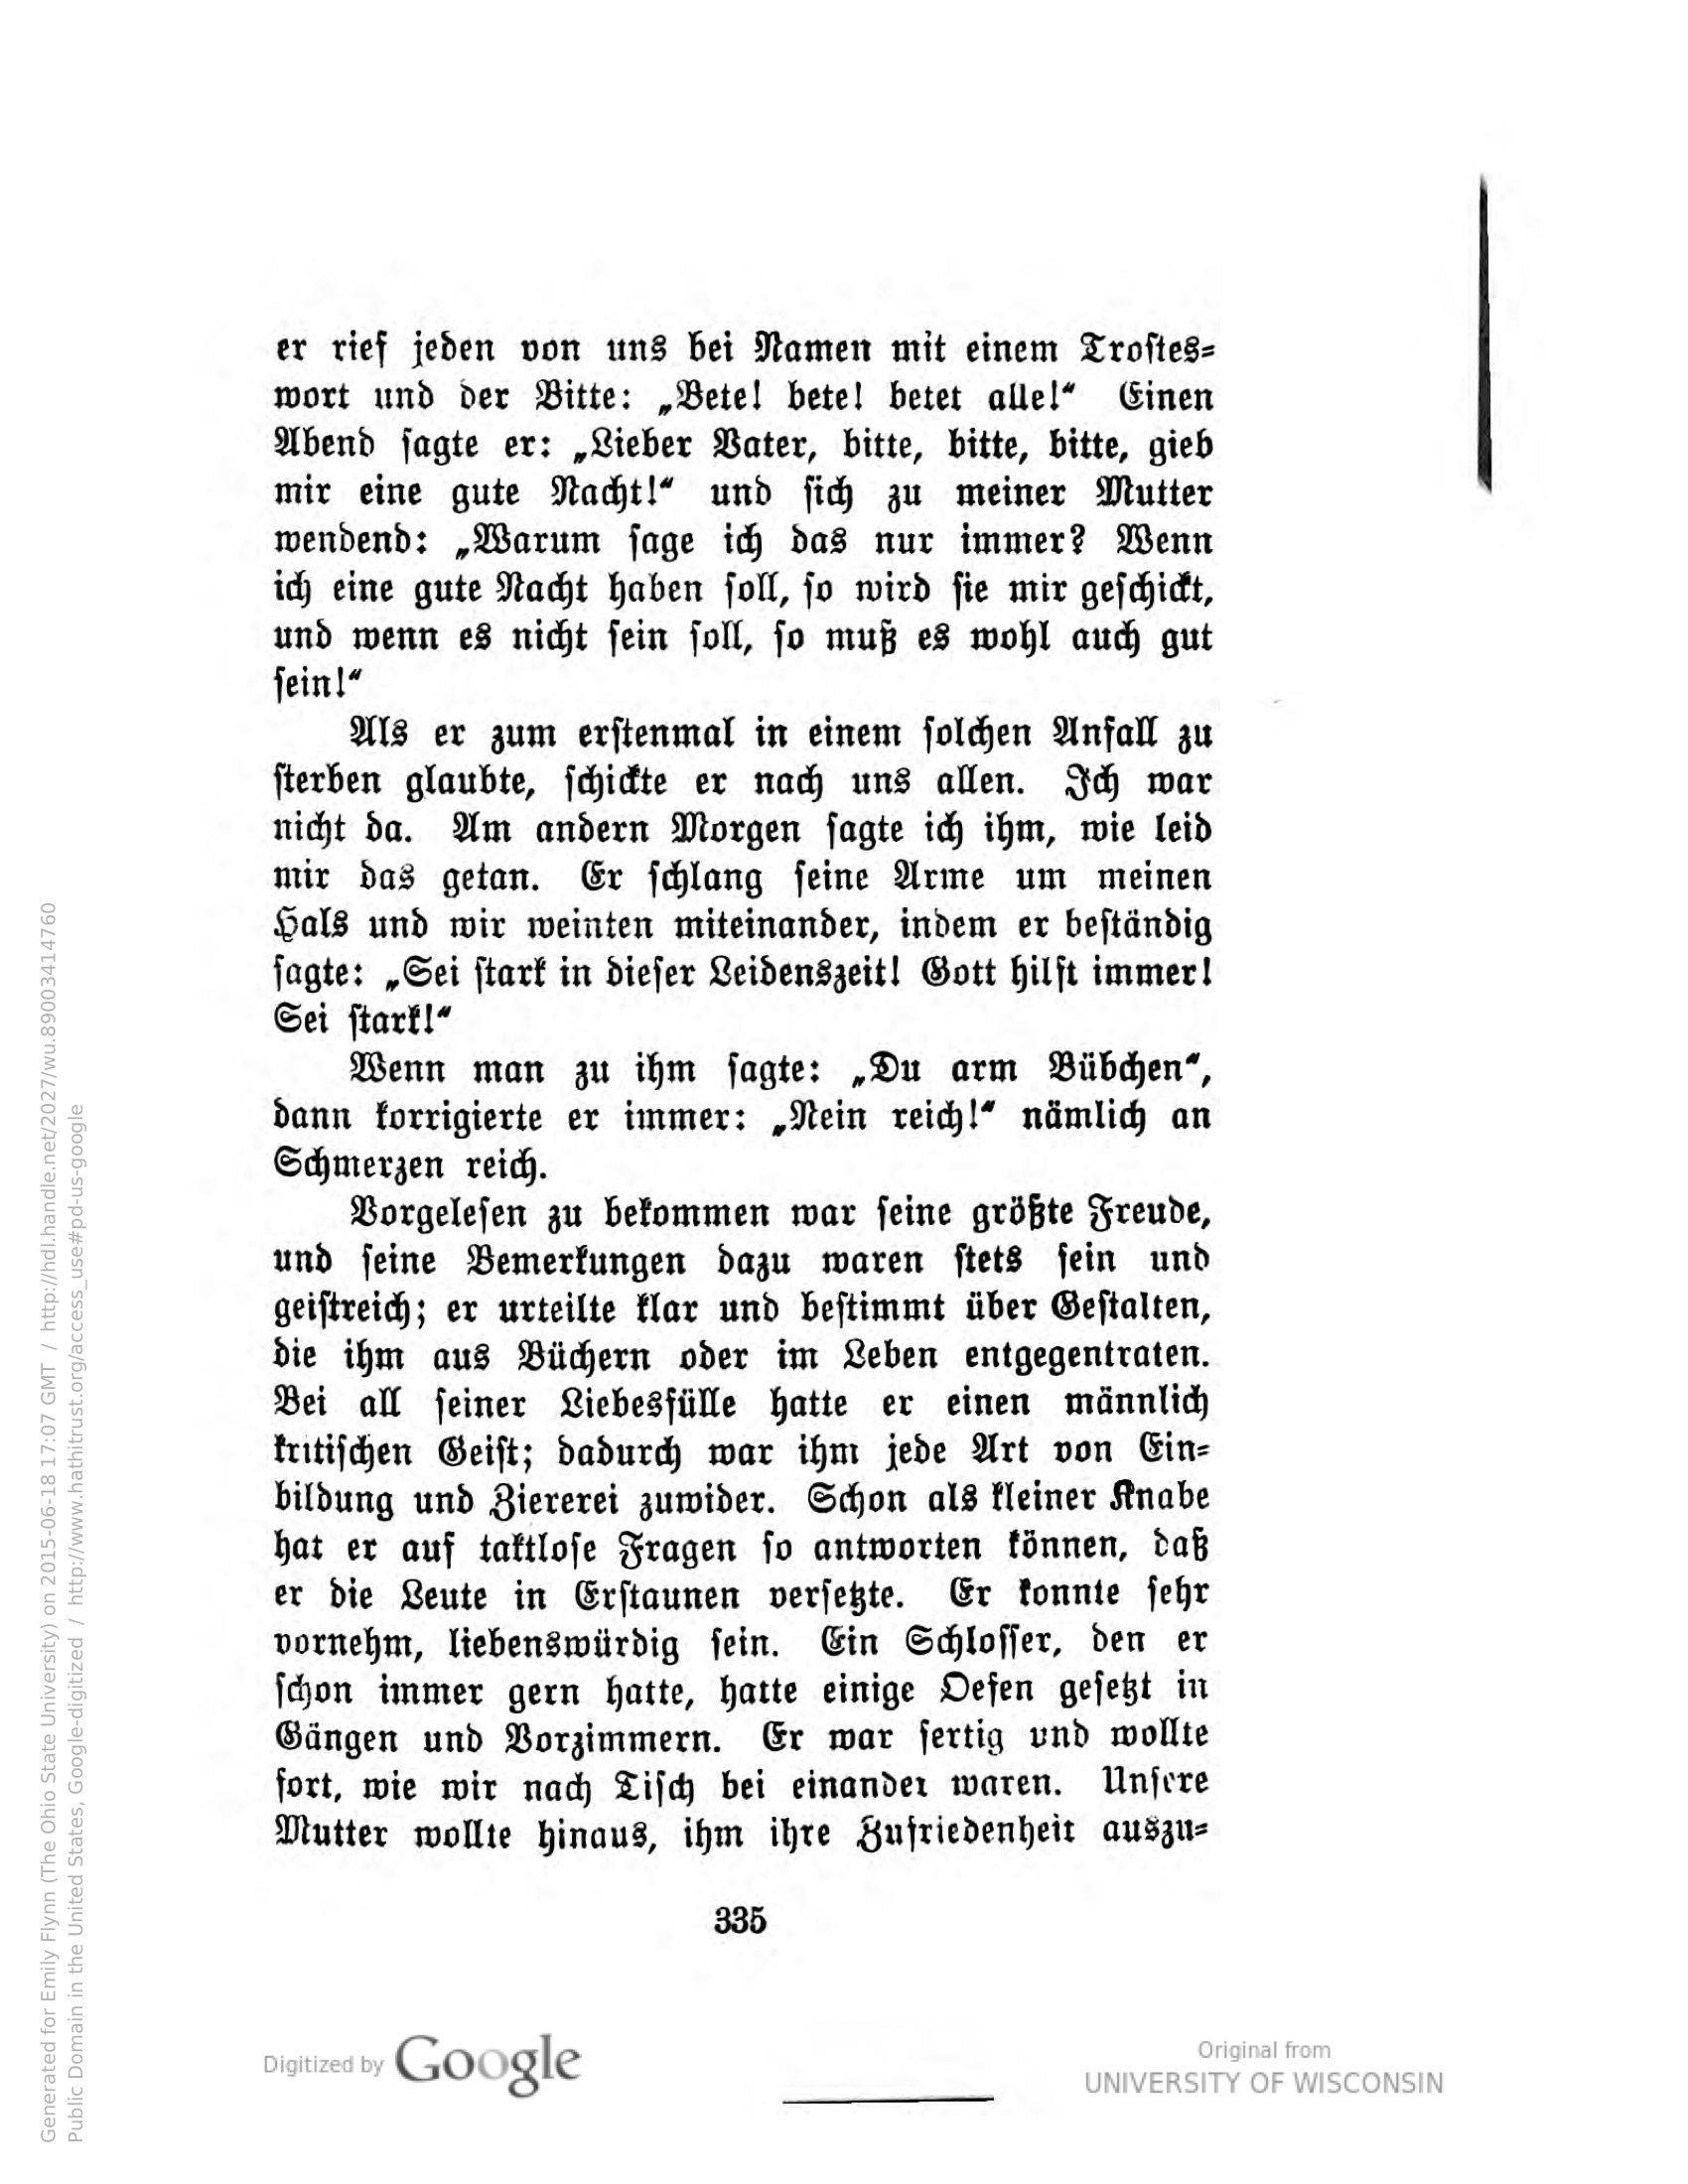 er rief jeden von uns bei Namen mit einem Trostes=
wort und der Bitte: „Bete! bete! betet alle!“ Einen
Abend sagte er: „Lieber Vater, bitte, bitte, bitte, gieb
mir eine gute Nacht!“ und sich zu meiner Mutter
wendend: „Warum sage ich das nur immer? Wenn
ich eine gute Nacht haben soll, so wird sie mir geschickt,
und wenn es nicht sein soll, so muß es wohl auch gut
sein!“
Als er zum erstenmal in einem solchen Anfall zu
sterben glaubte, schickte er nach uns allen. Ich war
nicht da. Am andern Morgen sagte ich ihm, wie leid
mir das getan. Er schlang seine Arme um meinen
Hals und wir weinten miteinander, indem er beständig
sagte: „Sei stark in dieser Leidenszeit! Gott hilft immer!
Sei stark!“
Wenn man zu ihm sagte: „Du arm Bübchen“,
dann korrigierte er immer: „Nein reich!“ nämlich an
Schmerzen reich.
Vorgelesen zu bekommen war seine größte Freude,
und seine Bemerkungen dazu waren stets fein und
geistreich; er urteilte klar und bestimmt über Gestalten,
die ihm aus Büchern oder im Leben entgegentraten.
Bei all seiner Liebesfülle hatte er einen männlich
kritischen Geist; dadurch war ihm jede Art von Ein=
bildung und Ziererei zuwider. Schon als kleiner Knabe
hat er auf taktlose Fragen so antworten können, daß
er die Leute in Erstaunen versetzte. Er konnte sehr
vornehm, liebenswürdig sein. Ein Schlosser, den er
schon immer gern hatte, hatte einige Oefen gesetzt in
Gängen und Vorzimmern. Er war fertig und wollte
fort, wie wir nach Tisch bei einander waren. Unsere
Mutter wollte hinaus, ihm ihre Zufriedenheit auszu=
335
Digitized by Google
Original from
UNIVERSITY OF WISCONSIN
Generated for Emily Flynn (The Ohio State University) on 2015-06-18 17:07 GMT / http://hdl.handle.net/2027/wu.89003414760
Public Domain in the United States, Google-digitized / http://www.hathitrust.org/access_use#pd-us-google